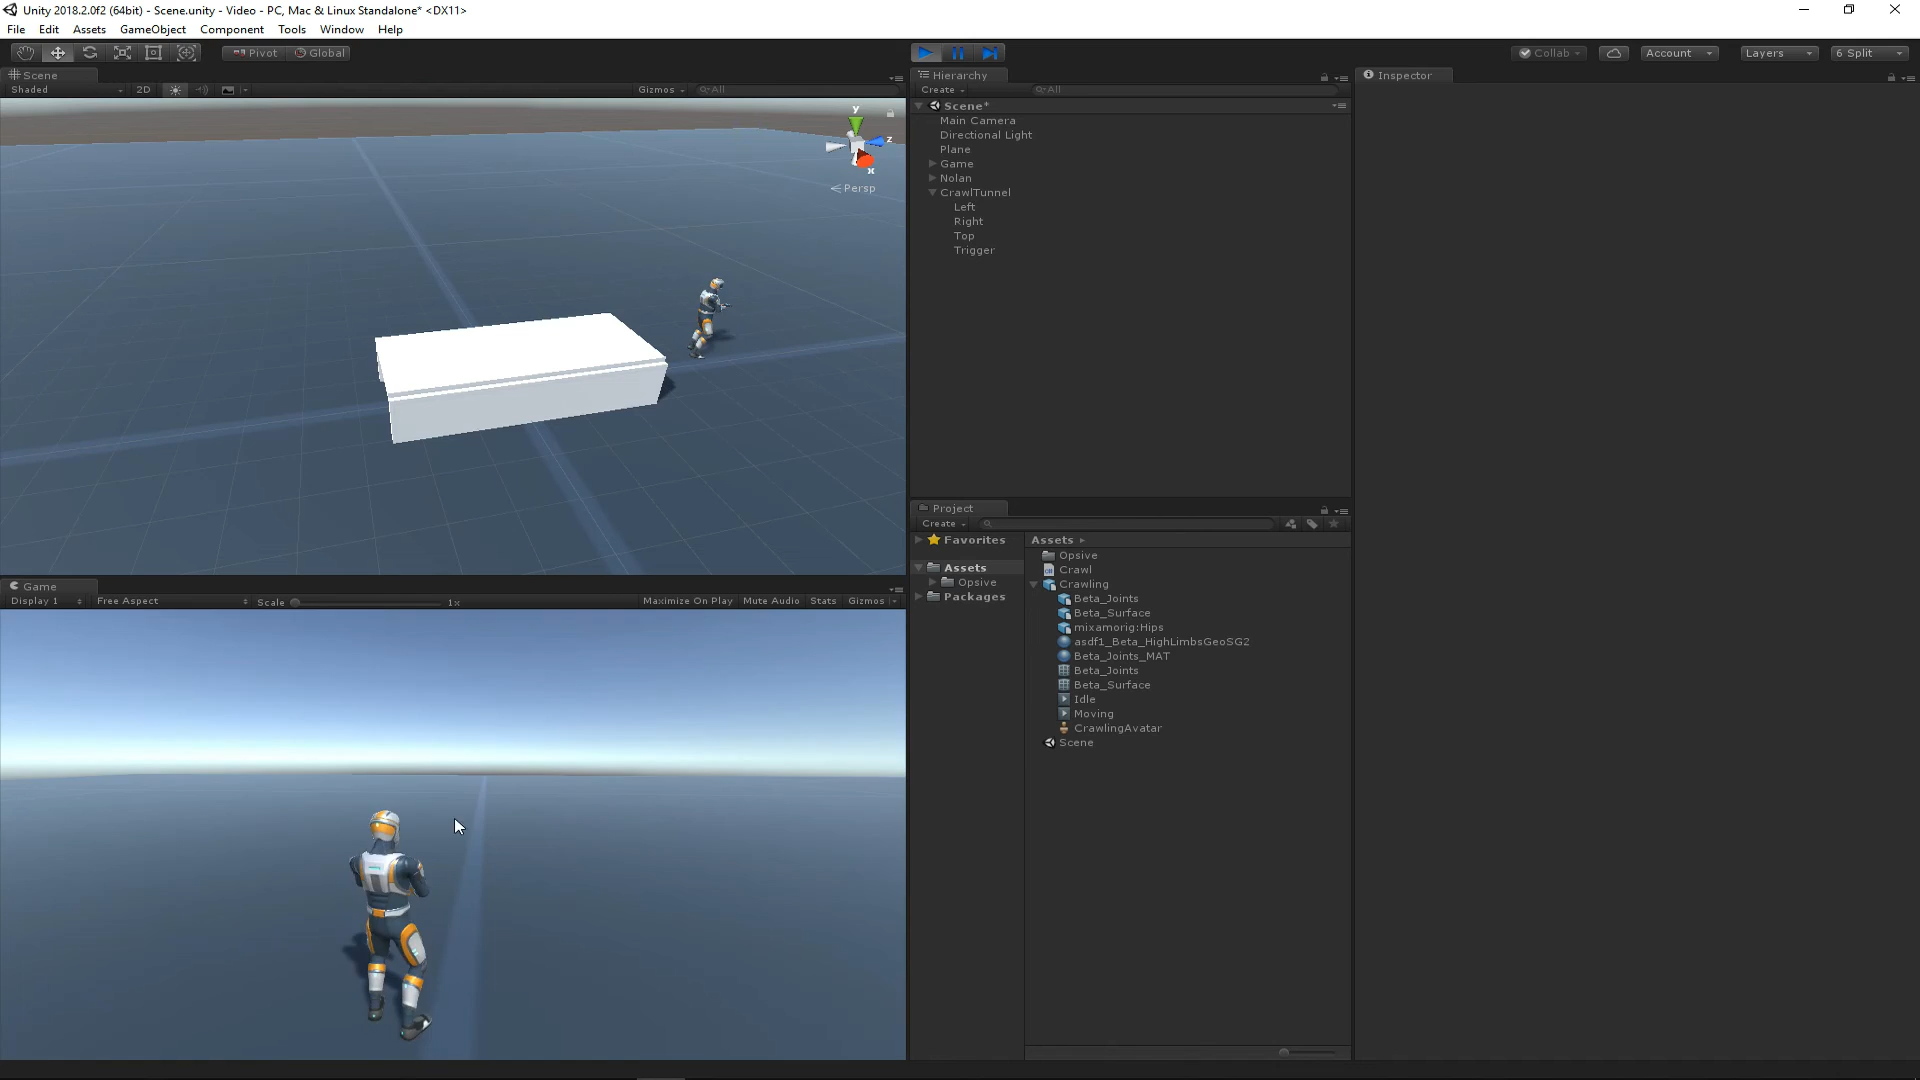 Unity 2018.2.0f2 (64bit) - Scene.unity - Video - PC, Mac & Linux Standalone* <DX11>
File Edit Assets GameObject Component Tools Window Help
Pivot Global Collab Account Layers 6 Split
Scene
Shaded 2D Gizmos All
y
z
x
Persp
Hierarchy
Create All
Scene*
Main Camera
Directional Light
Plane
Game
Nolan
CrawlTunnel
Left
Right
Top
Trigger
Inspector
Game
Display 1 Free Aspect Scale 1x Maximize On Play Mute Audio Stats Gizmos
Project
Create
Favorites
Assets
Opsive
Packages
Assets
Opsive
Crawl
Crawling
Beta_Joints
Beta_Surface
mixamorig:Hips
asdf1_Beta_HighLimbsGeoSG2
Beta_Joints_MAT
Beta_Joints
Beta_Surface
Idle
Moving
CrawlingAvatar
Scene